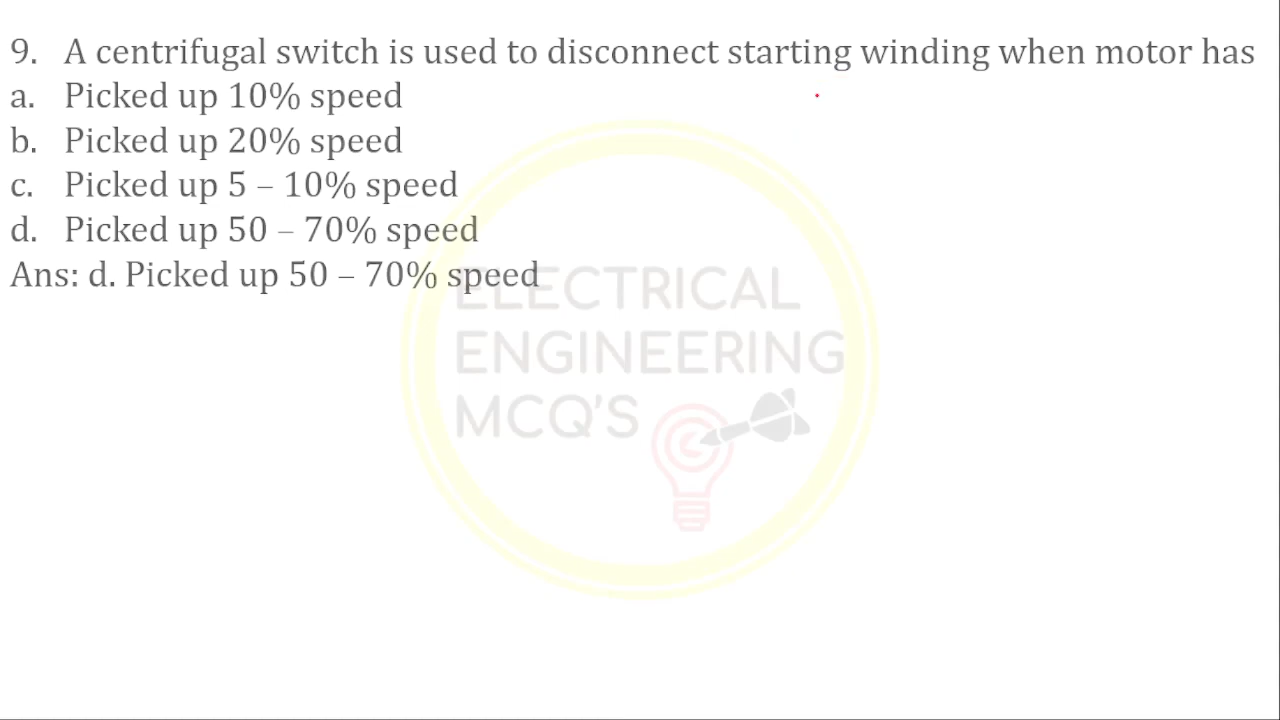 9. A centrifugal switch is used to disconnect starting winding when motor has
a. Picked up 10% speed
b. Picked up 20% speed
c. Picked up 5 – 10% speed
d. Picked up 50 – 70% speed
Ans: d. Picked up 50 – 70% speed
ELECTRICAL
ENGINEERING
MCQ'S